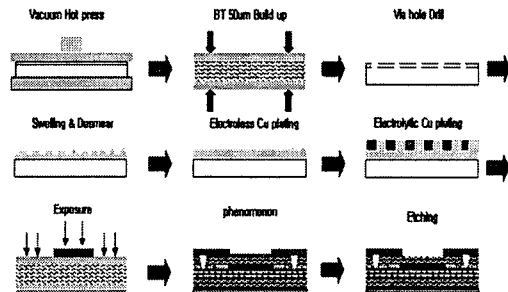 Vacuum Hot press
BT 50um Build up
Via hole Drill
Swelling & Desmear
Electroless Cu plating
Electrolytic Cu plating
Exposure
phenomenon
Etching